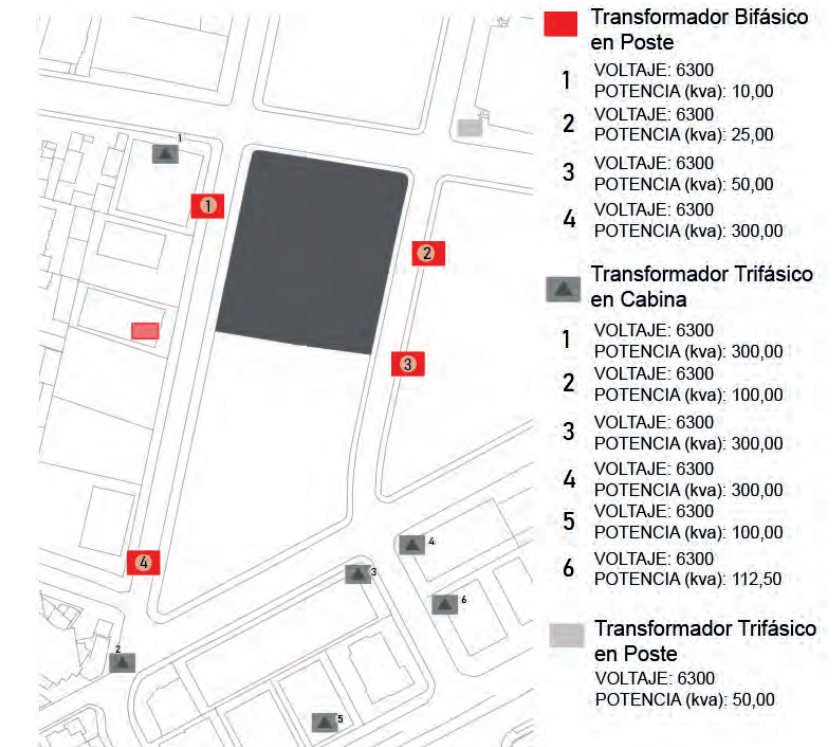 Transformador Bifásico
en Poste
1
VOLTAJE: 6300
POTENCIA (kva): 10,00
2
VOLTAJE: 6300
POTENCIA (kva): 25,00
3
VOLTAJE: 6300
POTENCIA (kva): 50,00
4
VOLTAJE: 6300
POTENCIA (kva): 300,00
Transformador Trifásico
en Cabina
1
VOLTAJE: 6300
POTENCIA (kva): 300,00
2
VOLTAJE: 6300
POTENCIA (kva): 100,00
3
VOLTAJE: 6300
POTENCIA (kva): 300,00
4
VOLTAJE: 6300
POTENCIA (kva): 300,00
5
VOLTAJE: 6300
POTENCIA (kva): 100,00
6
VOLTAJE: 6300
POTENCIA (kva): 112,50
Transformador Trifásico
en Poste
VOLTAJE: 6300
POTENCIA (kva): 50,00
1
1
2
3
4
4
3
6
2
5